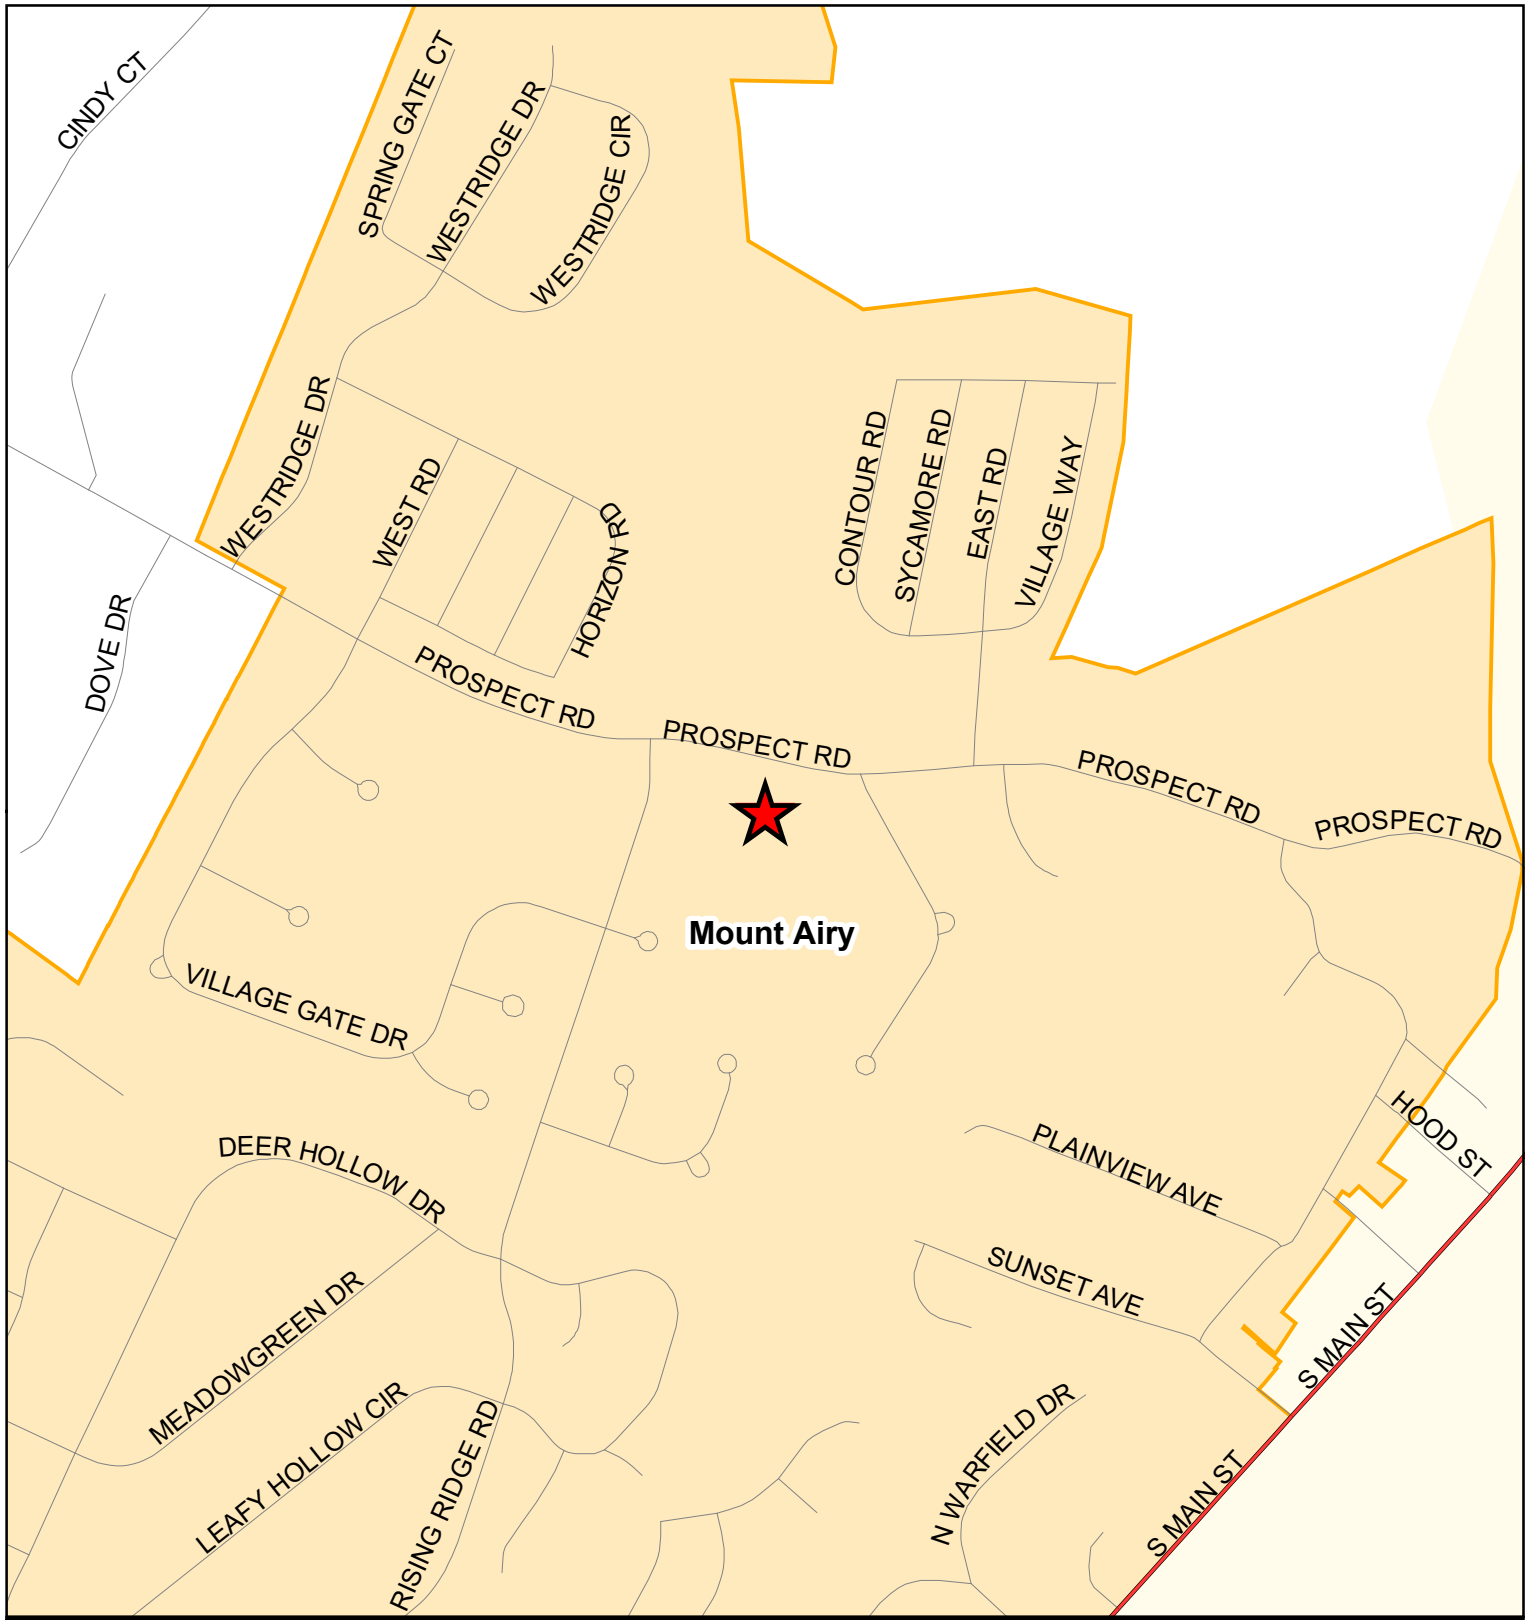 CINDY CT
SPRING GATE CT
WESTRIDGE DR
WESTRIDGE CIR
WESTRIDGE DR
WEST RD
HORIZON RD
CONTOUR RD
SYCAMORE RD
EAST RD
VILLAGE WAY
DOVE DR
PROSPECT RD
PROSPECT RD
PROSPECT RD
PROSPECT RD
Mount Airy
VILLAGE GATE DR
DEER HOLLOW DR
PLAINVIEW AVE
HOOD ST
SUNSET AVE
MEADOWGREEN DR
S MAIN ST
LEAFY HOLLOW CIR
RISING RIDGE RD
N WARFIELD DR
S MAIN ST